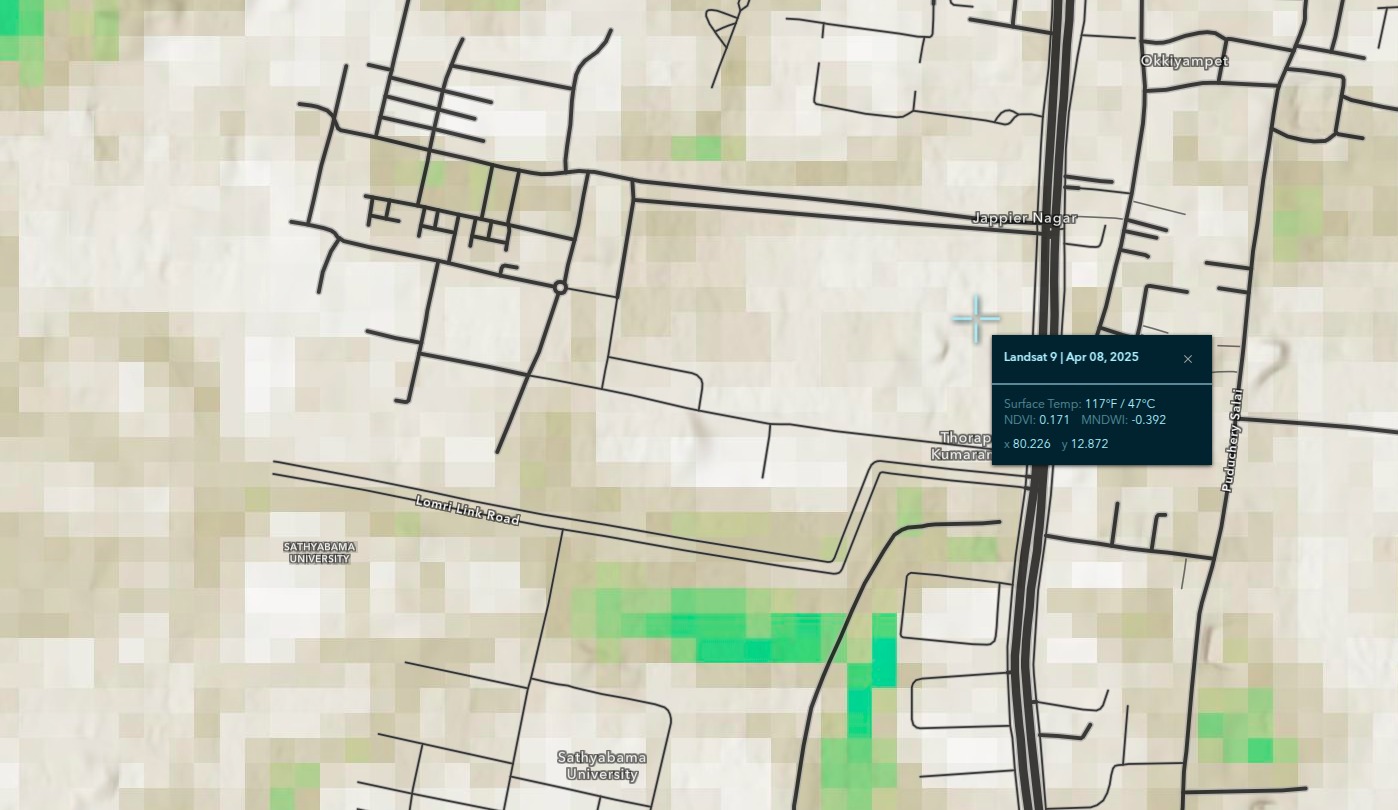 Okkiyampet
Jappier Nagar
Landsat 9 | Apr 08, 2025 ×
Surface Temp: 117°F / 47°C
NDVI: 0.171 MNDWI: -0.392
x 80.226 y 12.872
Thorap
Kumaran
Puduchery Salai
Lomri Link Road
SATHYABAMA
UNIVERSITY
Sathyabama
University